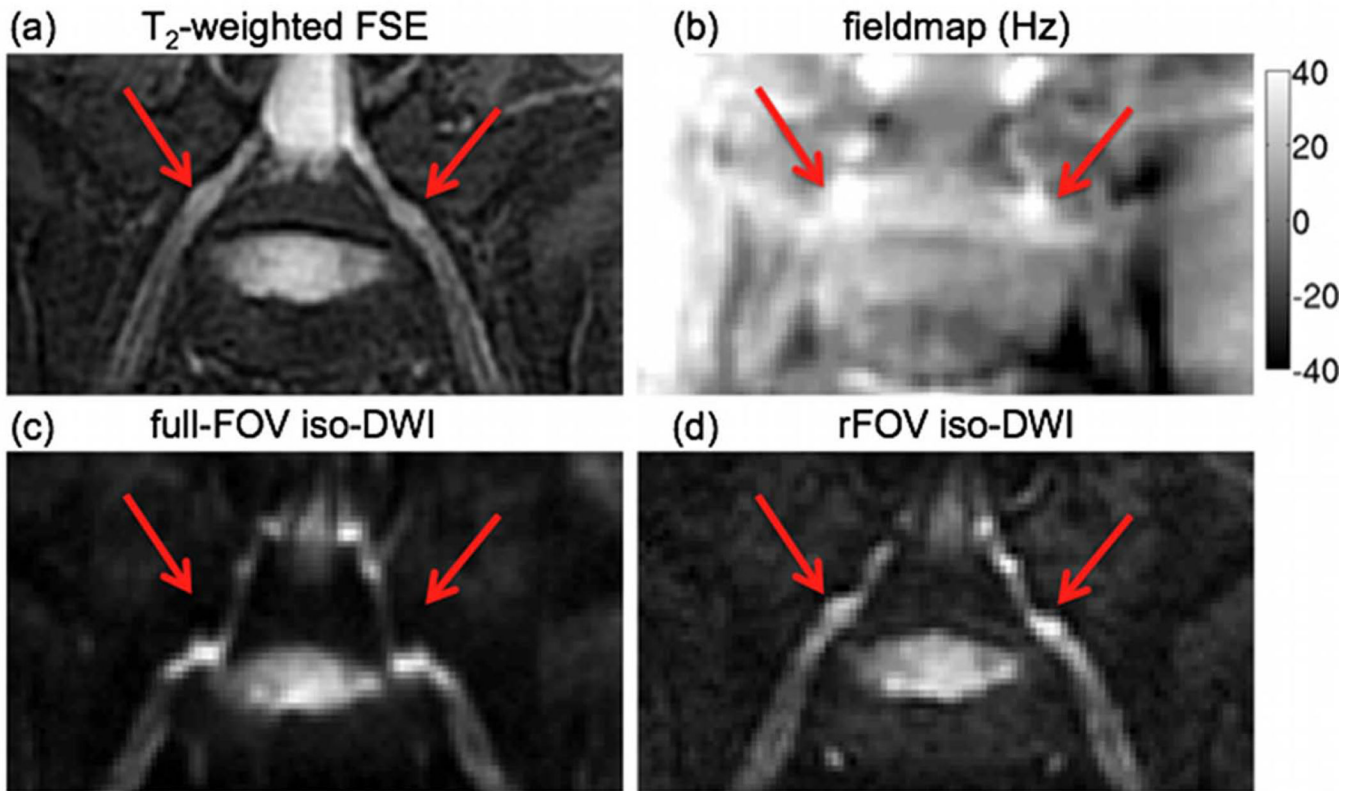 (a) T₂-weighted FSE
(b) fieldmap (Hz)
40
20
0
-20
-40
(c) full-FOV iso-DWI
(d) rFOV iso-DWI